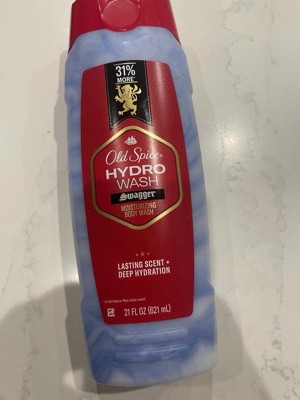 31%
MORE*
Old Spice
HYDRO
WASH
Swagger
MOISTURIZING
BODY WASH
LASTING SCENT +
DEEP HYDRATION
21 FL OZ (621 mL)